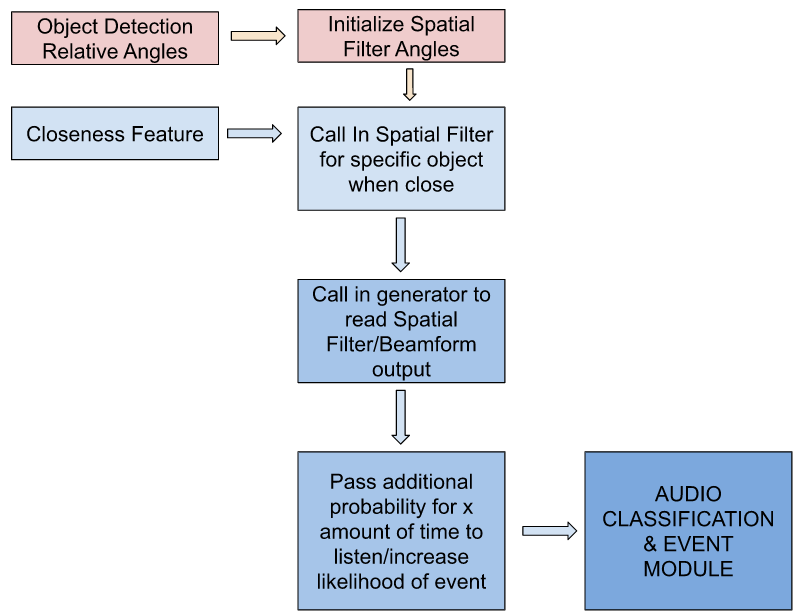 Object Detection
Relative Angles
Initialize Spatial
Filter Angles
Closeness Feature
Call In Spatial Filter
for specific object
when close
Call in generator to
read Spatial
Filter/Beamform
output
Pass additional
probability for x
amount of time to
listen/increase
likelihood of event
AUDIO
CLASSIFICATION
& EVENT
MODULE